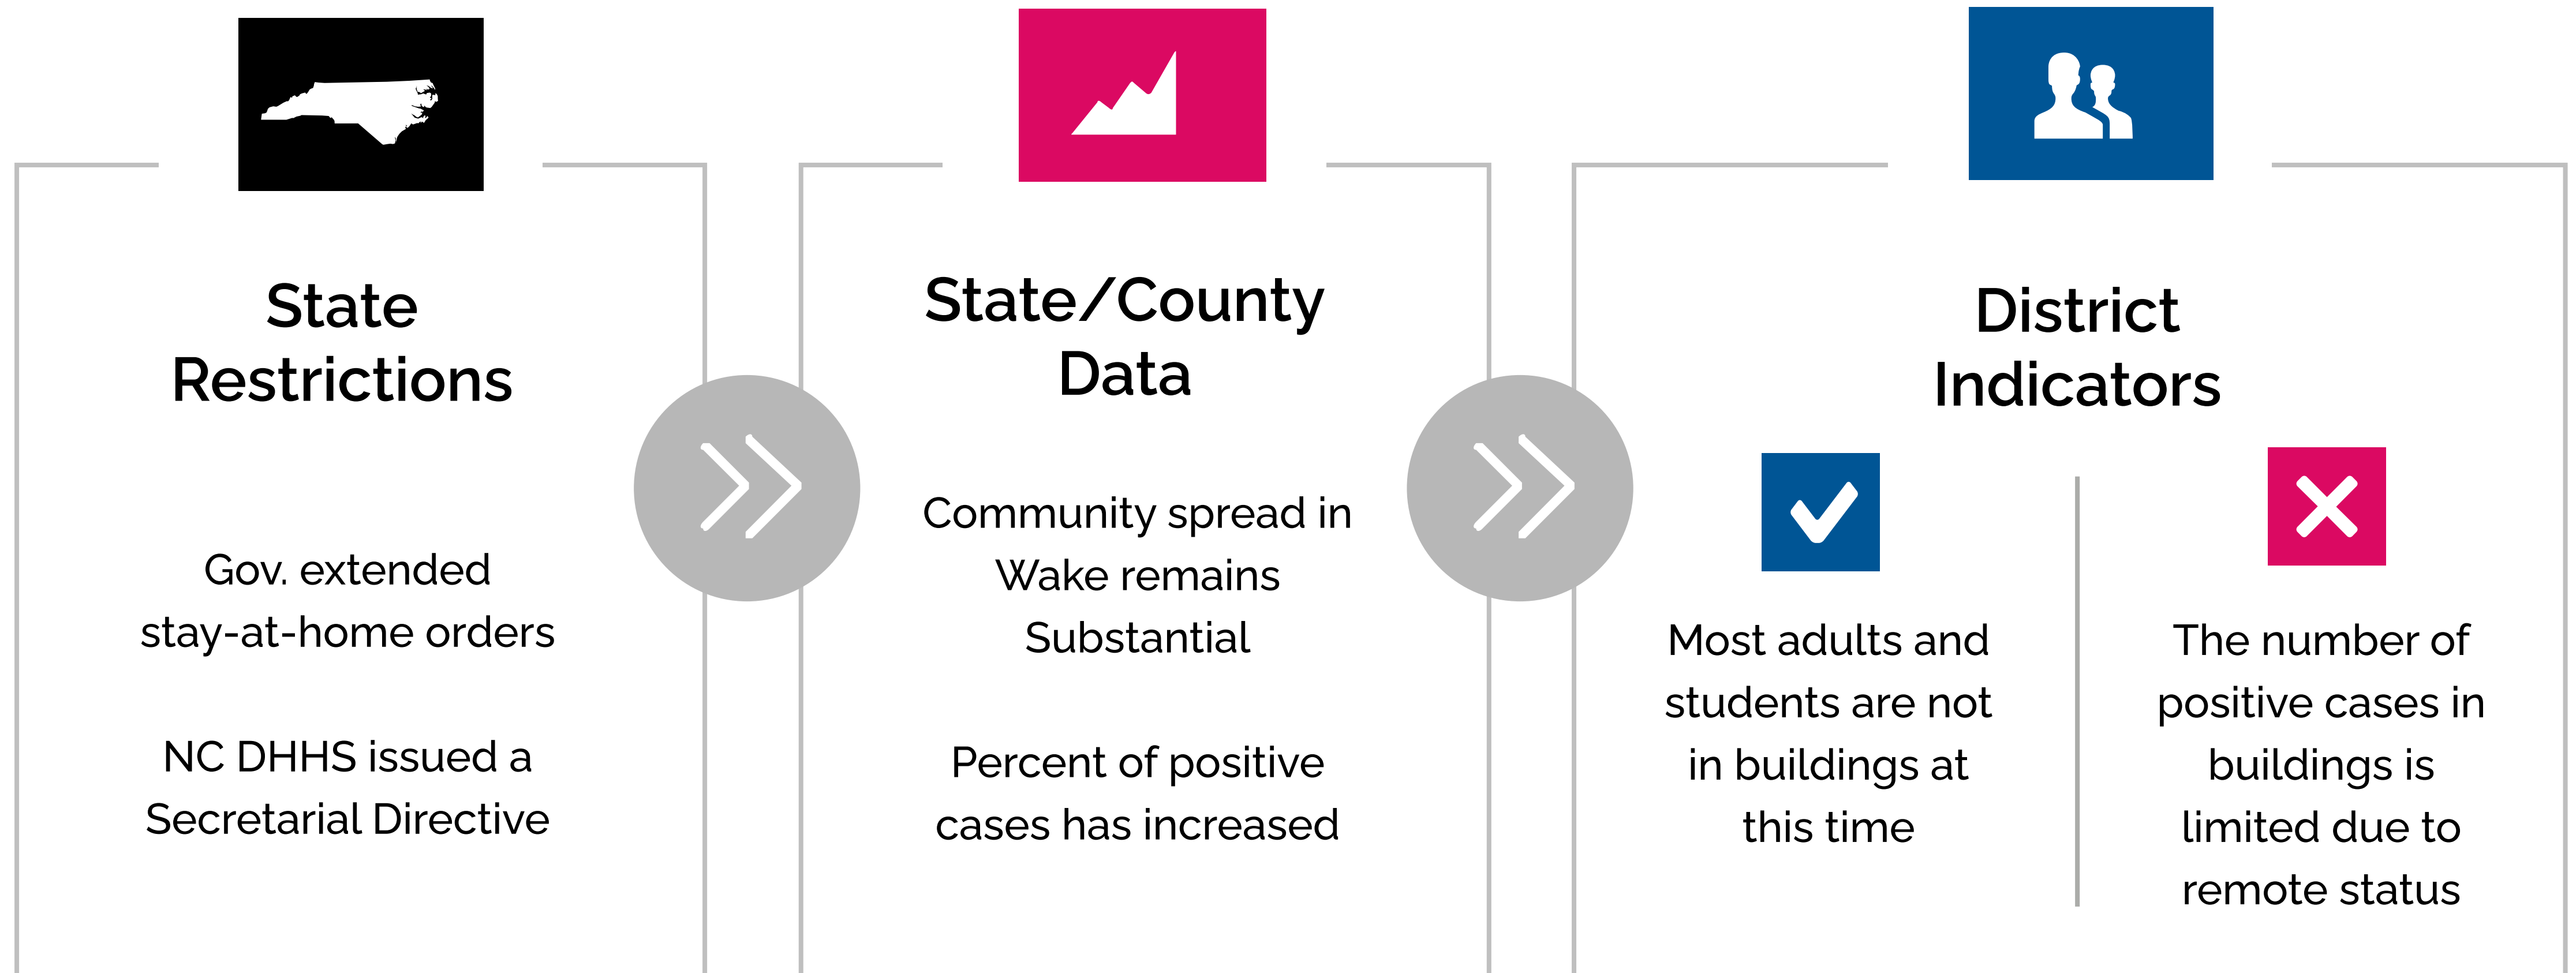 State
Restrictions
Gov. extended
stay-at-home orders
NC DHHS issued a
Secretarial Directive
State/County
Data
Community spread in
Wake remains
Substantial
Percent of positive
cases has increased
District
Indicators
Most adults and
students are not
in buildings at
this time
The number of
positive cases in
buildings is
limited due to
remote status